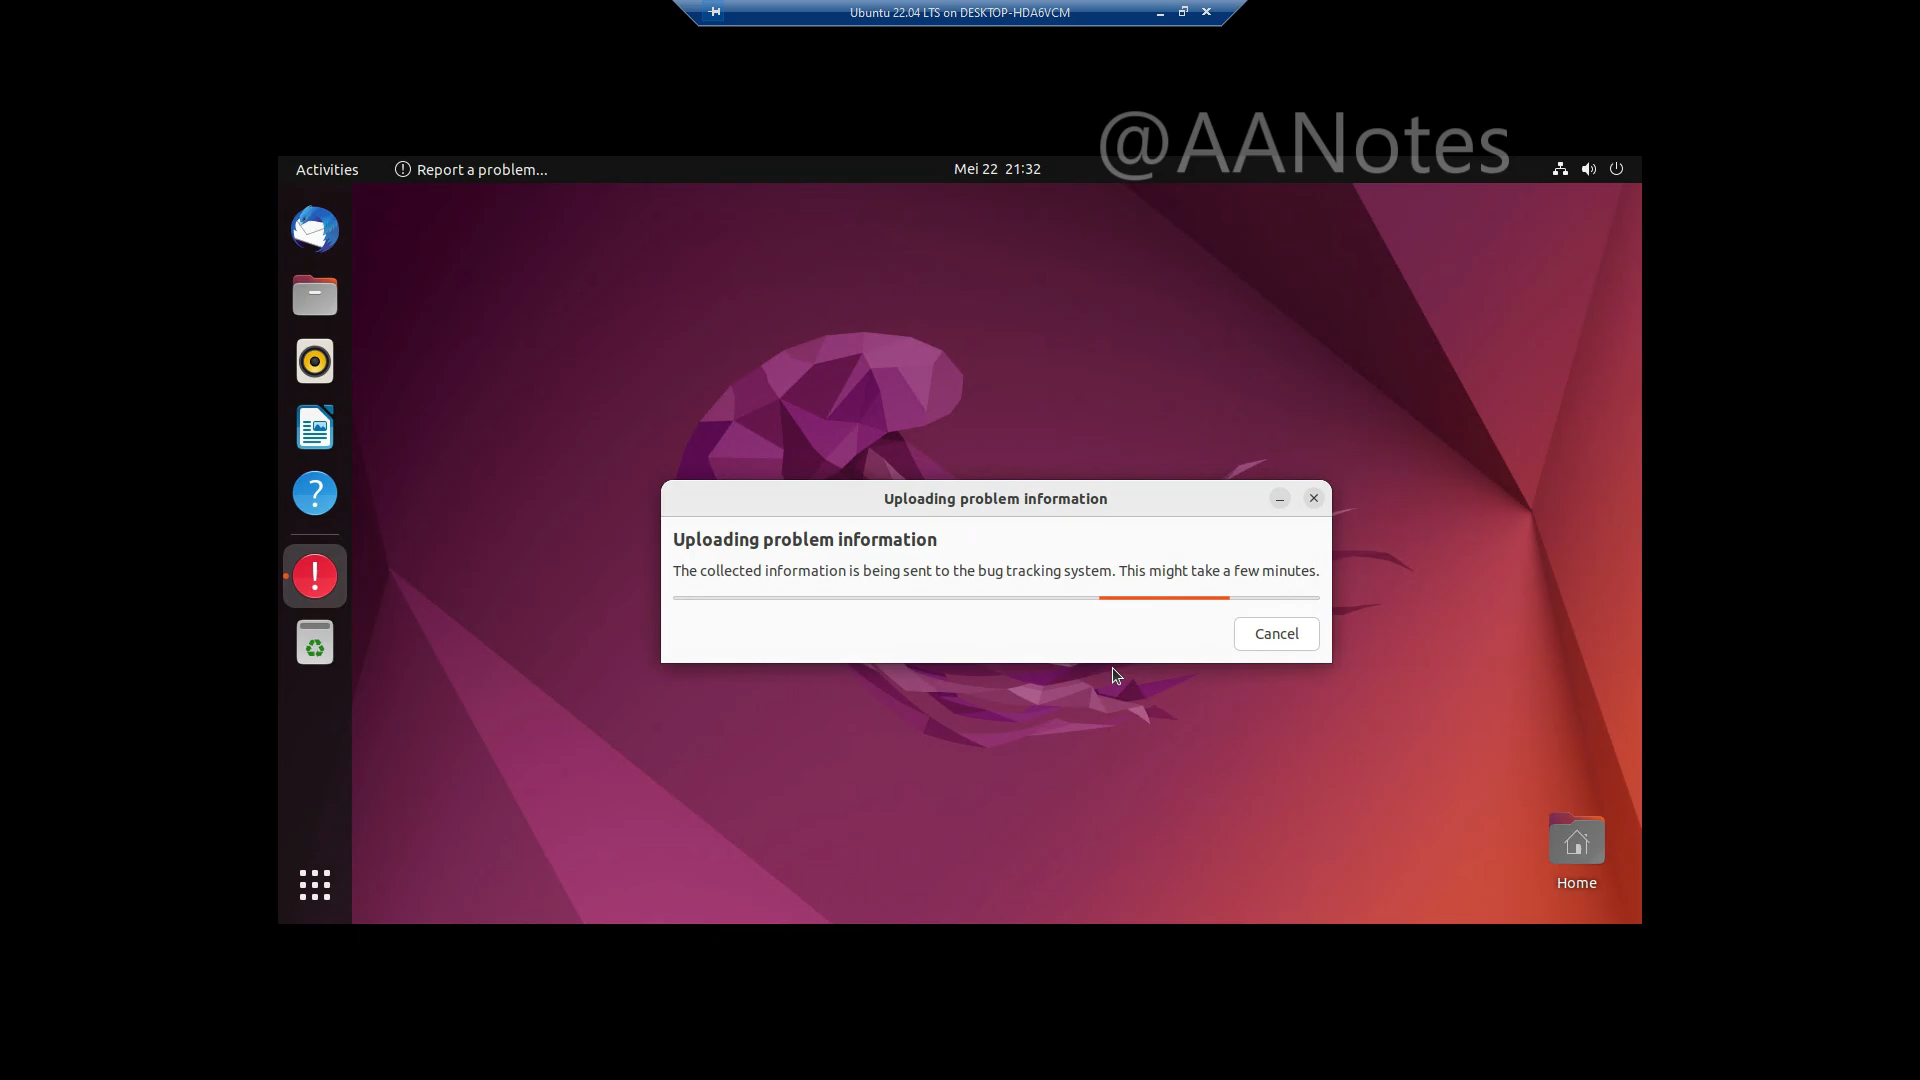 Ubuntu 22.04 LTS on DESKTOP-HDA6VCM
@AANotes
Activities
Report a problem...
Mei 22 21:32
Uploading problem information
Uploading problem information
The collected information is being sent to the bug tracking system. This might take a few minutes.
Cancel
Home